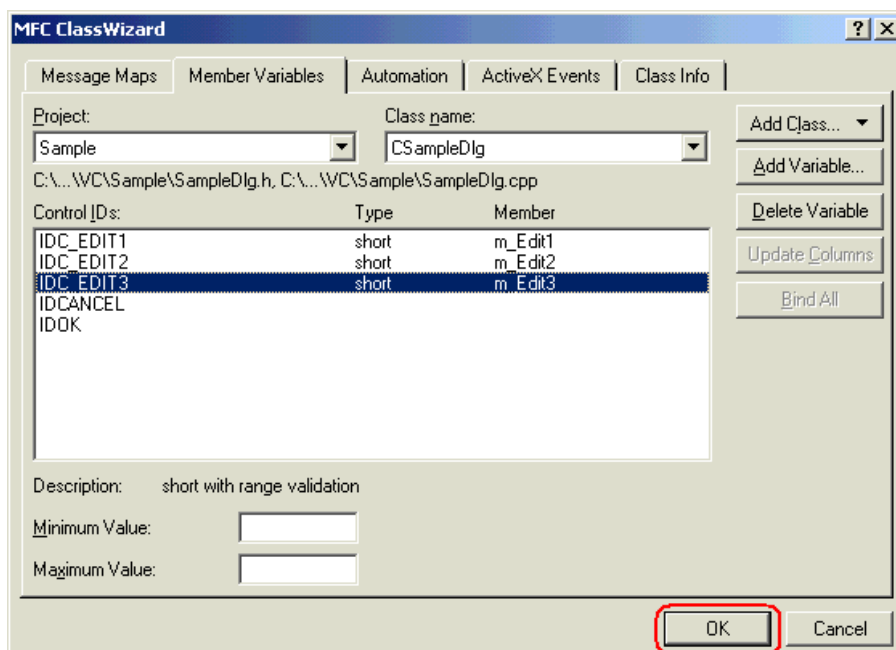 MFC ClassWizard
Message Maps Member Variables Automation ActiveX Events Class Info
Project: Class name:
Add Class...
Sample CSampleDlg
Add Variable...
C:\...\VC\Sample\SampleDlg.h, C:\...\VC\Sample\SampleDlg.cpp
Control IDs: Type Member
Delete Variable
IDC_EDIT1 short m_Edit1
IDC_EDIT2 short m_Edit2
Update Columns
IDC_EDIT3 short m_Edit3
IDCANCEL
Bind All
IDOK
Description: short with range validation
Minimum Value:
Maximum Value:
OK Cancel